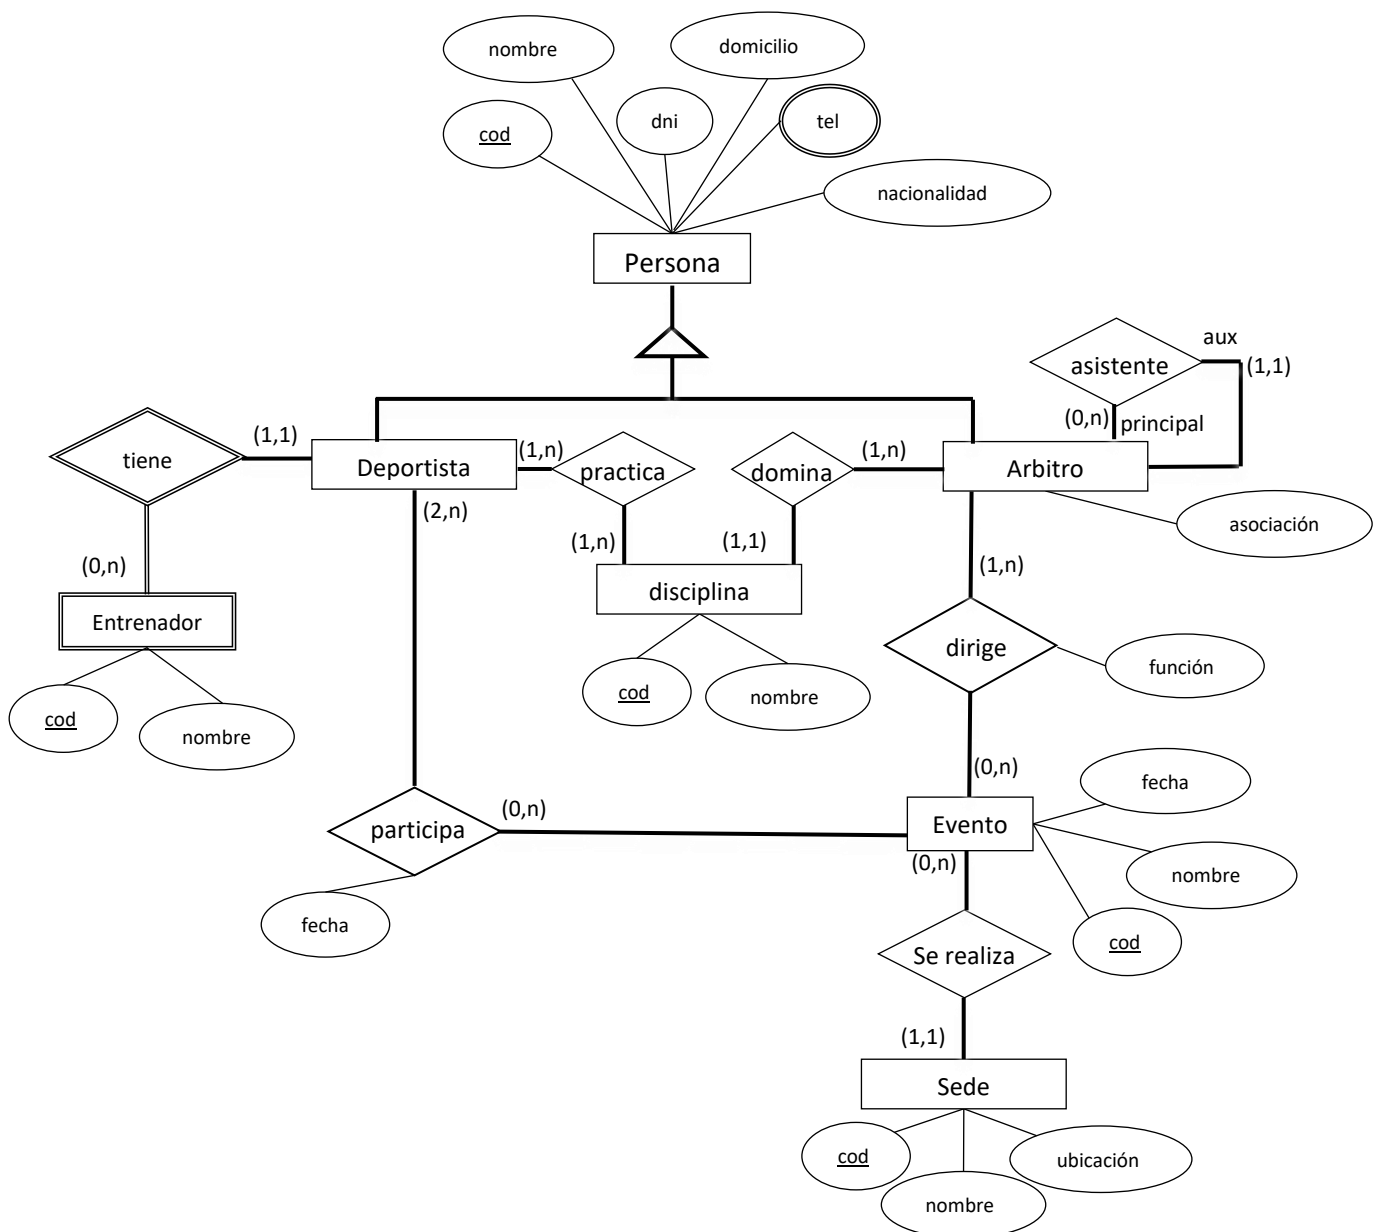 nombre
domicilio
cod
dni
tel
nacionalidad
Persona
asistente
aux
(1,1)
(0,n)
principal
tiene
(1,1)
Deportista
(1,n)
practica
domina
(1,n)
Arbitro
(2,n)
asociación
(0,n)
(1,n)
(1,1)
(1,n)
Entrenador
disciplina
dirige
función
cod
nombre
cod
nombre
(0,n)
fecha
participa
(0,n)
Evento
(0,n)
nombre
fecha
cod
Se realiza
(1,1)
Sede
cod
ubicación
nombre